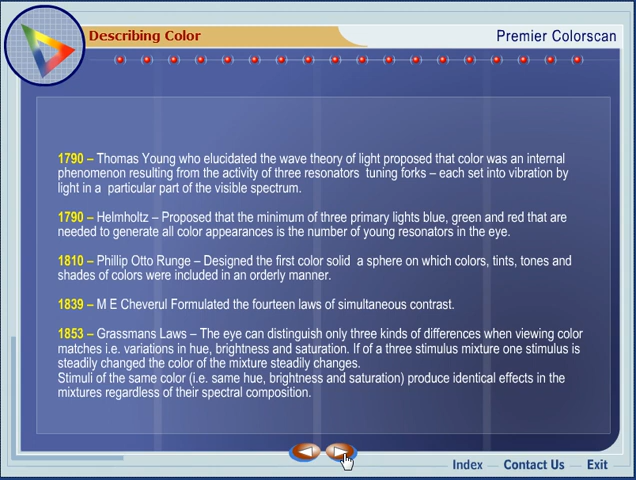 Describing Color
Premier Colorscan
1790 – Thomas Young who elucidated the wave theory of light proposed that color was an internal
phenomenon resulting from the activity of three resonators tuning forks – each set into vibration by
light in a particular part of the visible spectrum.
1790 – Helmholtz – Proposed that the minimum of three primary lights blue, green and red that are
needed to generate all color appearances is the number of young resonators in the eye.
1810 – Phillip Otto Runge – Designed the first color solid a sphere on which colors, tints, tones and
shades of colors were included in an orderly manner.
1839 – M E Cheverul Formulated the fourteen laws of simultaneous contrast.
1853 – Grassmans Laws – The eye can distinguish only three kinds of differences when viewing color
matches i.e. variations in hue, brightness and saturation. If of a three stimulus mixture one stimulus is
steadily changed the color of the mixture steadily changes.
Stimuli of the same color (i.e. same hue, brightness and saturation) produce identical effects in the
mixtures regardless of their spectral composition.
Index
Contact Us
Exit